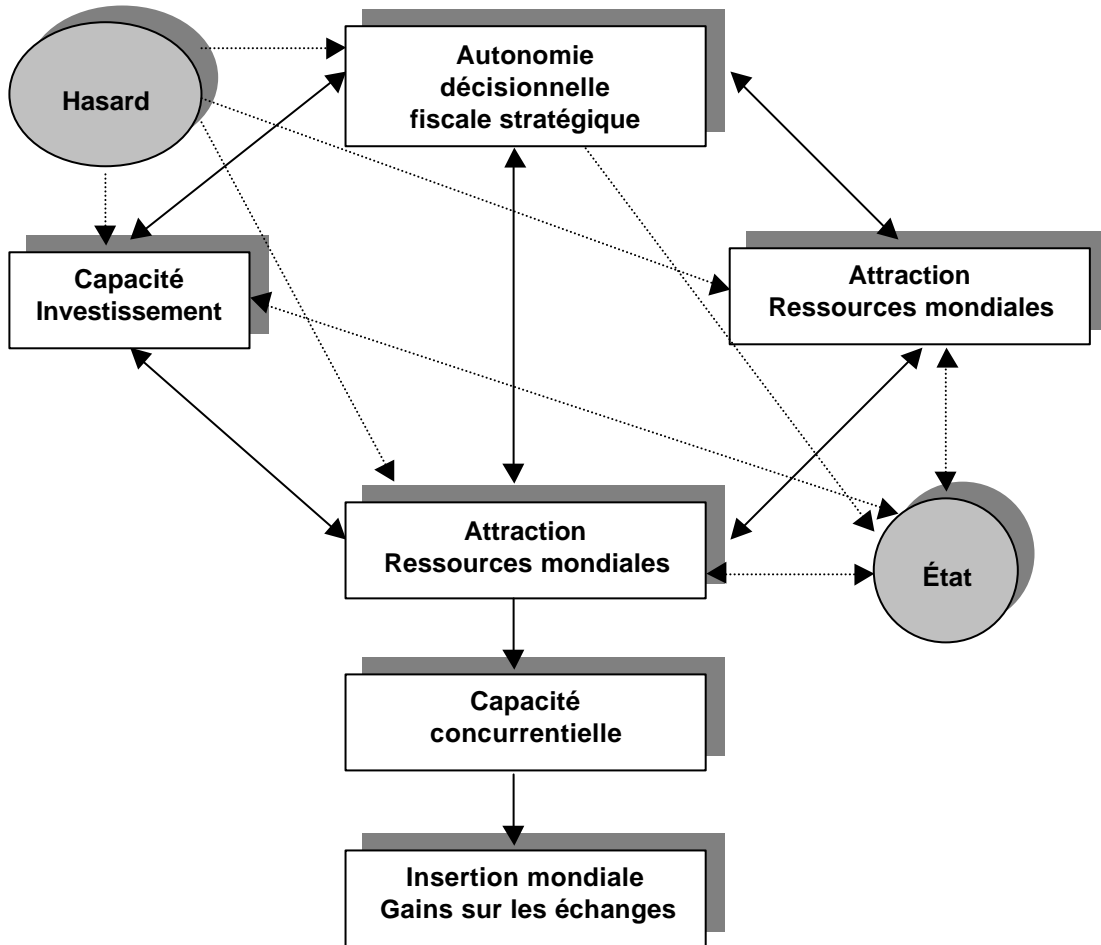 Autonomie
décisionnelle
fiscale stratégique
Hasard
Capacité
Investissement
Attraction
Ressources mondiales
Attraction
Ressources mondiales
État
Capacité
concurrentielle
Insertion mondiale
Gains sur les échanges